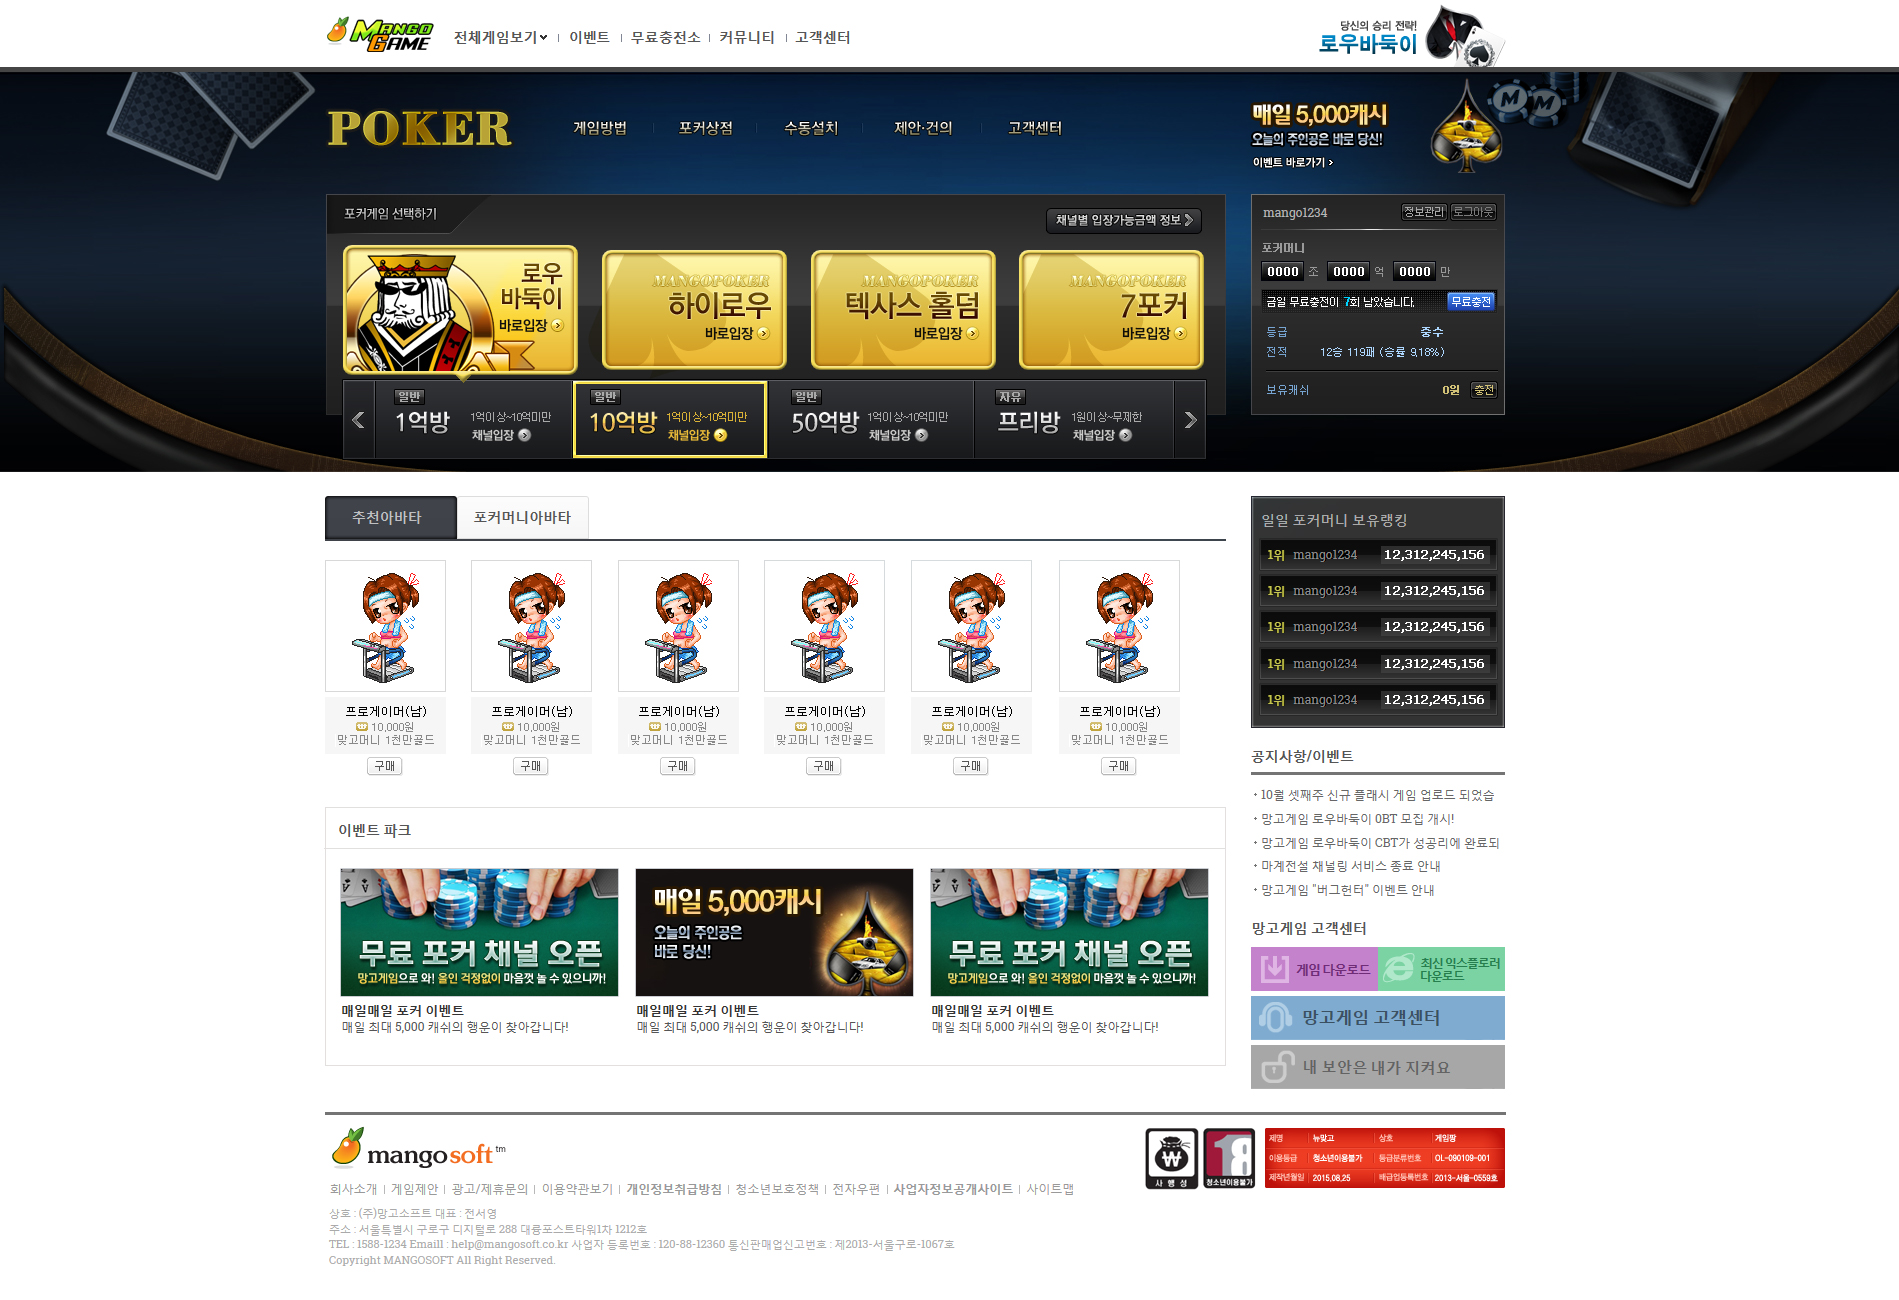 MANGO GAME
전체게임보기 이벤트 무료충전소 커뮤니티 고객센터
당신의 승리 전략!
로우바둑이
POKER
게임방법 포커상점 수동설치 제안·건의 고객센터
매일 5,000캐시
오늘의 주인공은 바로 당신!
이벤트 바로가기
포커게임 선택하기
채널별 입장가능금액 정보
로우
바둑이
바로입장
MANGOPOKER
하이로우
바로입장
MANGOPOKER
텍사스 홀덤
바로입장
MANGOPOKER
7포커
바로입장
일반
1억방 1억이상~10억미만
채널입장
일반
10억방 1억이상~10억미만
채널입장
일반
50억방 1억이상~10억미만
채널입장
자유
프리방 1원이상~무제한
채널입장
mango1234 정보관리 로그아웃
포커머니
0000 조 0000 억 0000 만
금일 무료충전이 7회 남았습니다. 무료충전
등급 중수
전적 12승 119패 (승률 9.18%)
보유캐쉬 0원 충전
추천아바타 포커머니아바타
프로게이머(남) 프로게이머(남) 프로게이머(남) 프로게이머(남) 프로게이머(남) 프로게이머(남)
10,000원 10,000원 10,000원 10,000원 10,000원 10,000원
맞고머니 1천만골드 맞고머니 1천만골드 맞고머니 1천만골드 맞고머니 1천만골드 맞고머니 1천만골드 맞고머니 1천만골드
구매 구매 구매 구매 구매 구매
일일 포커머니 보유랭킹
1위 mango1234 12,312,245,156
1위 mango1234 12,312,245,156
1위 mango1234 12,312,245,156
1위 mango1234 12,312,245,156
1위 mango1234 12,312,245,156
공지사항/이벤트
10월 셋째주 신규 플래시 게임 업로드 되었습
망고게임 로우바둑이 0BT 모집 개시!
망고게임 로우바둑이 CBT가 성공리에 완료되
마계전설 채널링 서비스 종료 안내
망고게임 "버그헌터" 이벤트 안내
이벤트 파크
무료 포커 채널 오픈
망고게임으로 와! 올인 걱정없이 마음껏 놀 수 있으니까!
매일매일 포커 이벤트
매일 최대 5,000 캐쉬의 행운이 찾아갑니다!
매일 5,000캐시
오늘의 주인공은
바로 당신!
매일매일 포커 이벤트
매일 최대 5,000 캐쉬의 행운이 찾아갑니다!
무료 포커 채널 오픈
망고게임으로 와! 올인 걱정없이 마음껏 놀 수 있으니까!
매일매일 포커 이벤트
매일 최대 5,000 캐쉬의 행운이 찾아갑니다!
망고게임 고객센터
게임 다운로드
최신 익스플로러
다운로드
망고게임 고객센터
내 보안은 내가 지켜요
mangosoft tm
사행성
18
청소년이용불가
제명 뉴맞고 상호 게임팡
이용등급 청소년이용불가 등급분류번호 OL-090109-001
제작년월일 2015.08.25 배급업등록번호 2013-서울-0559호
회사소개 게임제안 광고/제휴문의 이용약관보기 개인정보취급방침 청소년보호정책 전자우편 사업자정보공개사이트 사이트맵
상호 : (주)망고소프트 대표 : 전서영
주소 : 서울특별시 구로구 디지털로 288 대륭포스트타워1차 1212호
TEL : 1588-1234 Emaill : help@mangosoft.co.kr 사업자 등록번호 : 120-88-12360 통신판매업신고번호 : 제2013-서울구로-1067호
Copyright MANGOSOFT All Right Reserved.